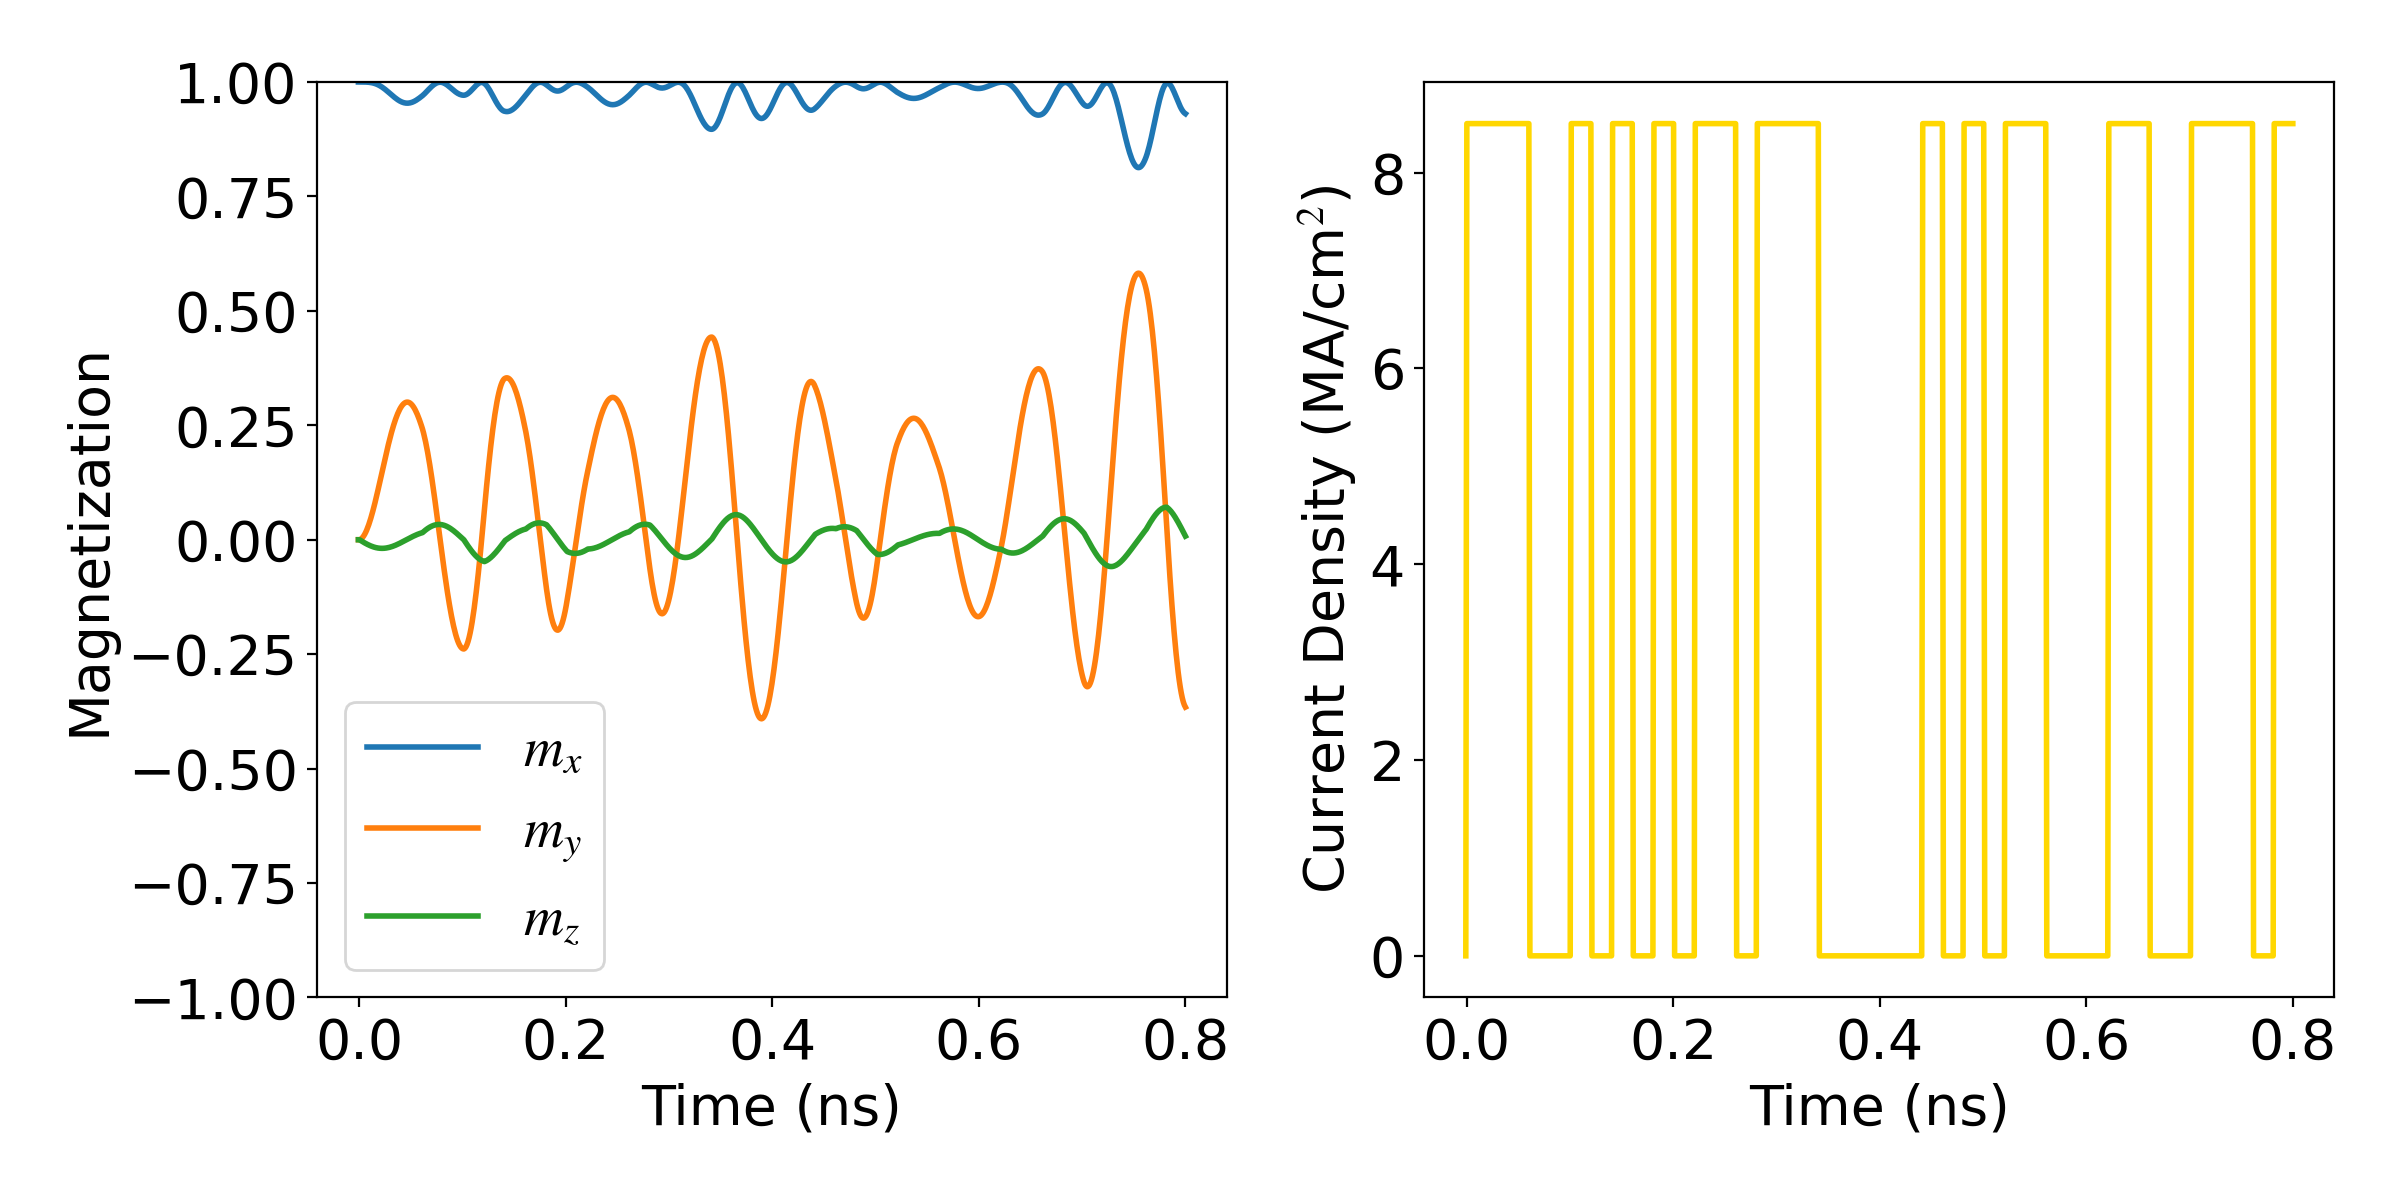 1.00
0.75
0.50
0.25
0.00
−0.25
−0.50
−0.75
−1.00
Magnetization
m_x
m_y
m_z
0.0 0.2 0.4 0.6 0.8
Time (ns)
8
6
4
2
0
Current Density (MA/cm²)
0.0 0.2 0.4 0.6 0.8
Time (ns)